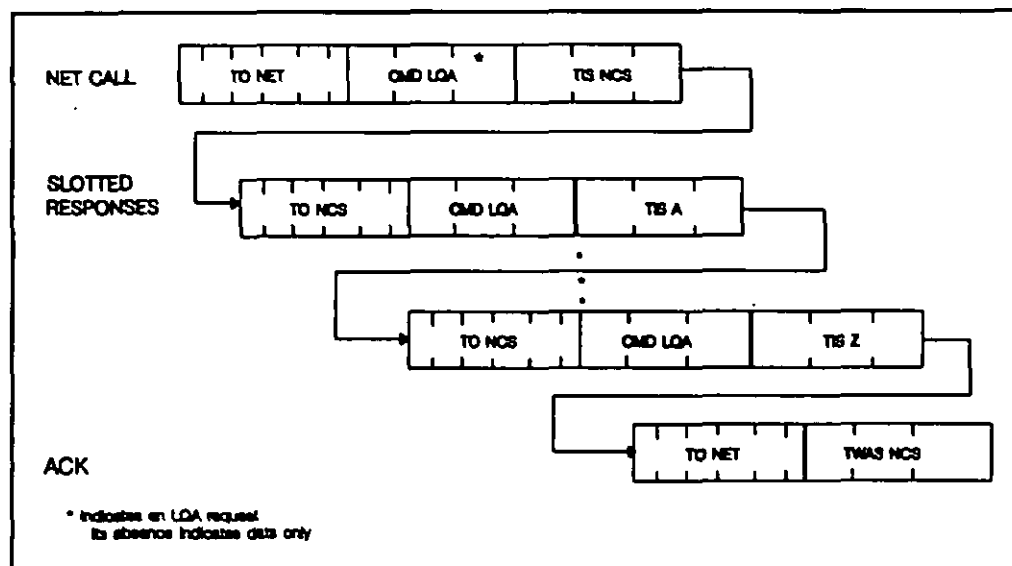 NET CALL
TO NET
CMD LQA *
TIS NCS
SLOTTED
RESPONSES
TO NCS
CMD LQA
TIS A
TO NCS
CMD LQA
TIS Z
TO NET
TWAS NCS
ACK
* Indicates an LQA request
Its absence indicates data only